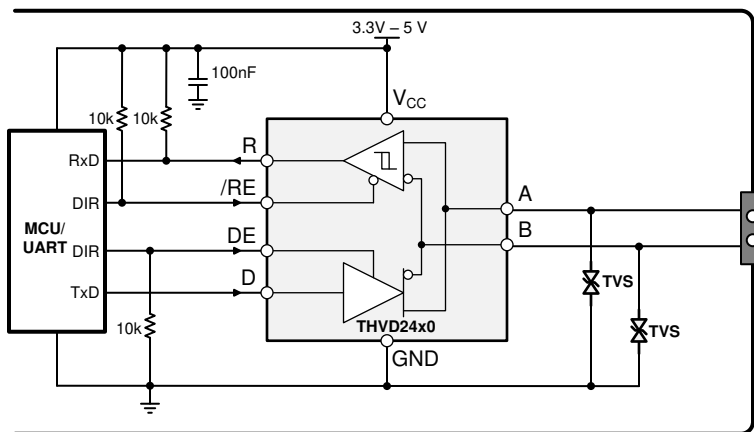 3.3V – 5 V
100nF
10k
10k
V_CC
R
RxD
/RE
DIR
A
MCU/
UART
DE
B
DIR
D
TxD
TVS
10k
THVD24x0
TVS
GND